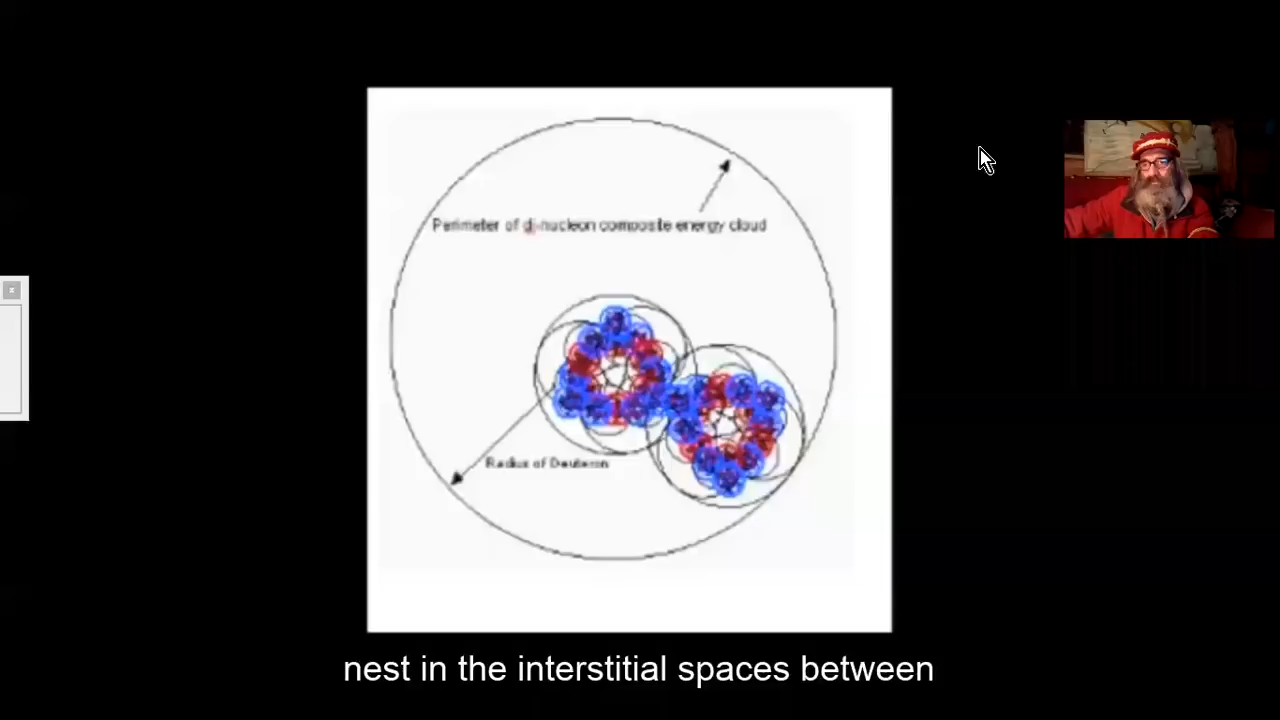 Perimeter of di-nucleon composite energy cloud
Radius of Deuteron
nest in the interstitial spaces between